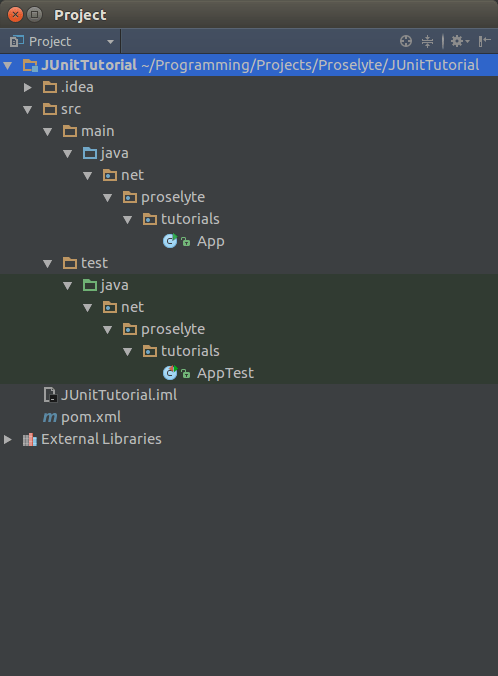 Project
Project
JUnitTutorial ~/Programming/Projects/Proselyte/JUnitTutorial
.idea
src
main
java
net
proselyte
tutorials
App
test
java
net
proselyte
tutorials
AppTest
JUnitTutorial.iml
pom.xml
External Libraries